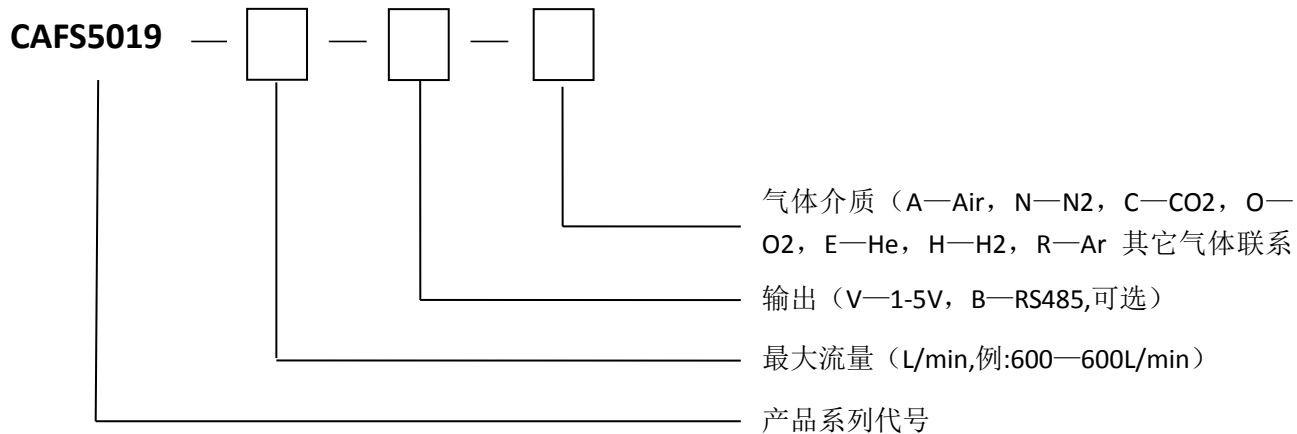 CAFS5019 — — —
气体介质（A—Air，N—N2，C—CO2，O—
O2，E—He，H—H2，R—Ar 其它气体联系
输出（V—1-5V，B—RS485,可选）
最大流量（L/min,例:600—600L/min）
产品系列代号